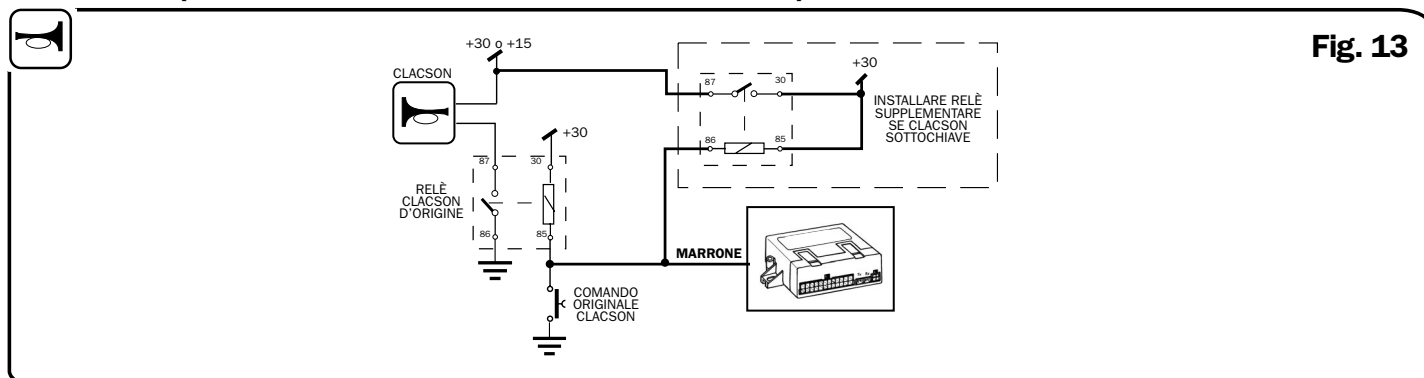 Fig. 13
+30 o +15
CLACSON
+30
87
30
INSTALLARE RELÈ
SUPPLEMENTARE
SE CLACSON
SOTTOCHIAVE
86
85
+30
87
30
RELÈ
CLACSON
D'ORIGINE
86
85
MARRONE
COMANDO
ORIGINALE
CLACSON